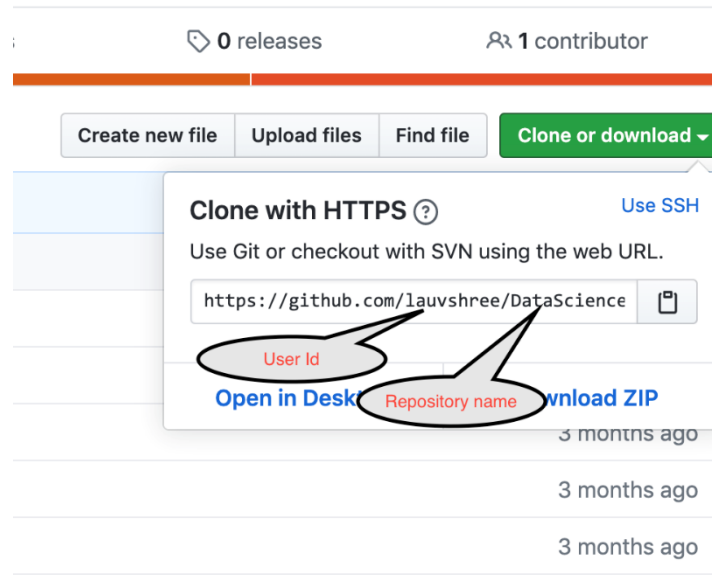 0 releases
1 contributor
Create new file
Upload files
Find file
Clone or download
Clone with HTTPS ?
Use SSH
Use Git or checkout with SVN using the web URL.
https://github.com/lauvshree/DataScience
User Id
Open in Desk
Repository name
wnload ZIP
3 months ago
3 months ago
3 months ago